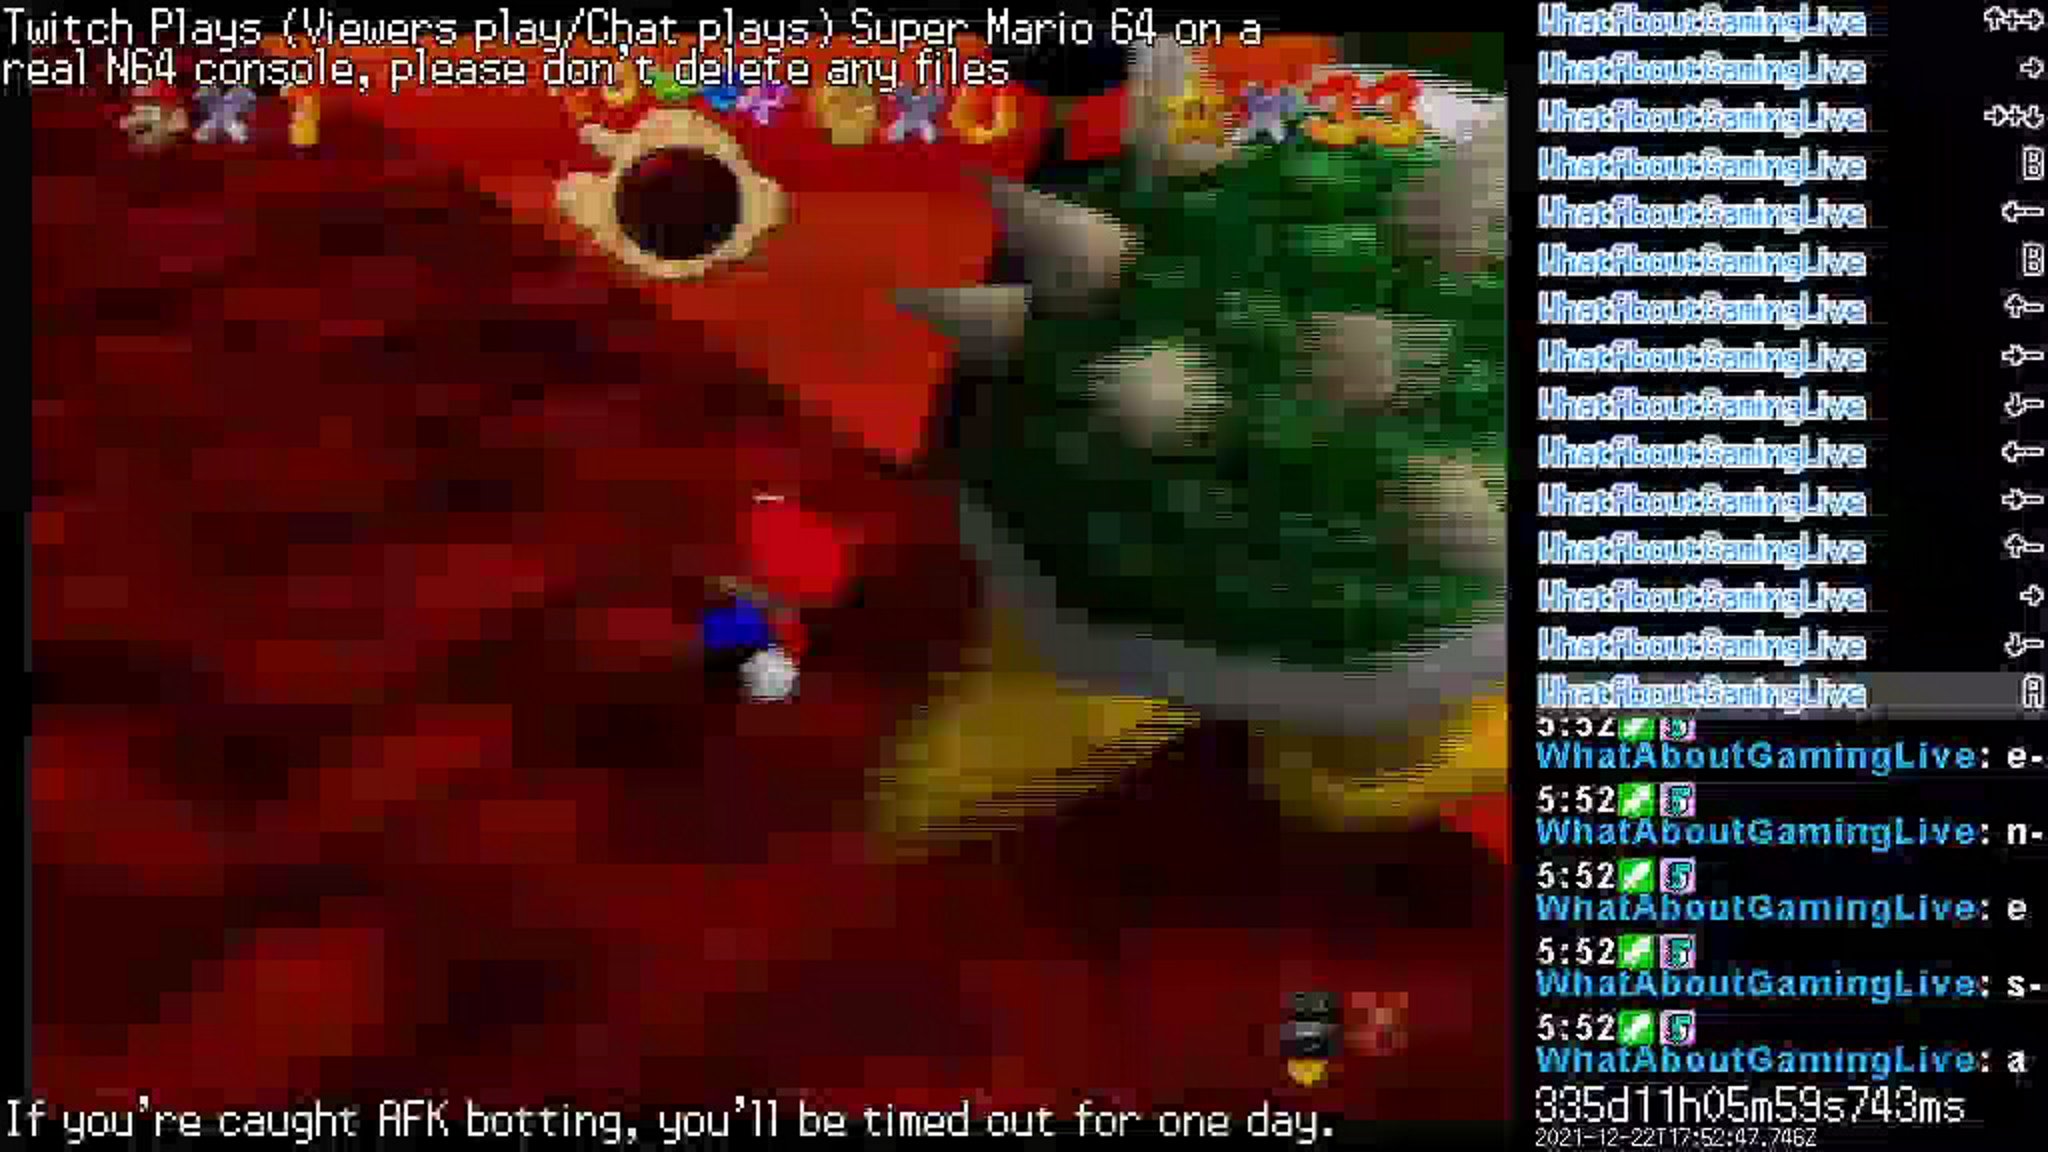 Twitch Plays (Viewers play/Chat plays) Super Mario 64 on a
real N64 console, please don't delete any files
WhatAboutGamingLive ↑+→
WhatAboutGamingLive →
WhatAboutGamingLive →+↓
WhatAboutGamingLive B
WhatAboutGamingLive ←
WhatAboutGamingLive B
WhatAboutGamingLive ↑-
WhatAboutGamingLive →-
WhatAboutGamingLive ↓-
WhatAboutGamingLive ←
WhatAboutGamingLive →-
WhatAboutGamingLive ↑-
WhatAboutGamingLive →
WhatAboutGamingLive ↓-
WhatAboutGamingLive A
5:52
WhatAboutGamingLive: e-
5:52
WhatAboutGamingLive: n-
5:52
WhatAboutGamingLive: e
5:52
WhatAboutGamingLive: s-
5:52
WhatAboutGamingLive: a
335d11h05m59s743ms
2021-12-22T17:52:47.746Z
If you're caught AFK botting, you'll be timed out for one day.